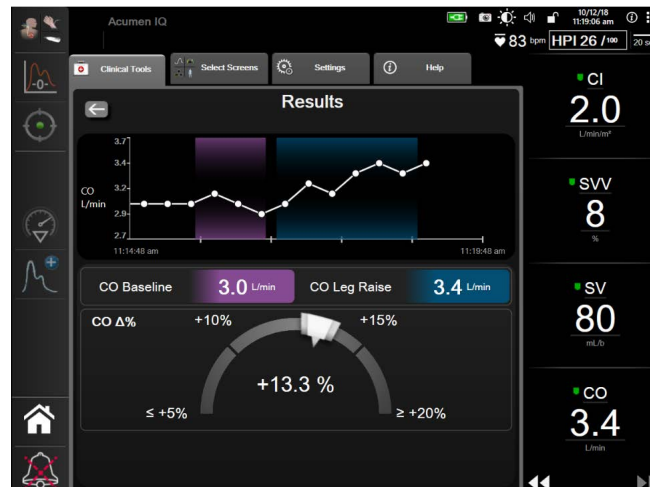 Acumen IQ
10/12/18
11:19:06 am
83 bpm HPI 26 /100
Clinical Tools
Select Screens
Settings
Help
-0-
Results
3.7
3.4
CO
L/min
3.2
2.9
2.7
11:14:48 am
11:19:48 am
CO Baseline 3.0 L/min
CO Leg Raise 3.4 L/min
CO Δ%
+10%
+15%
+13.3 %
≤ +5%
≥ +20%
CI
2.0
L/min/m²
SVV
8
%
SV
80
mL/b
CO
3.4
L/min